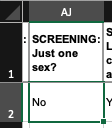 AJ
: SCREENING: S
Just one L
sex? c
1 a
2 No Y